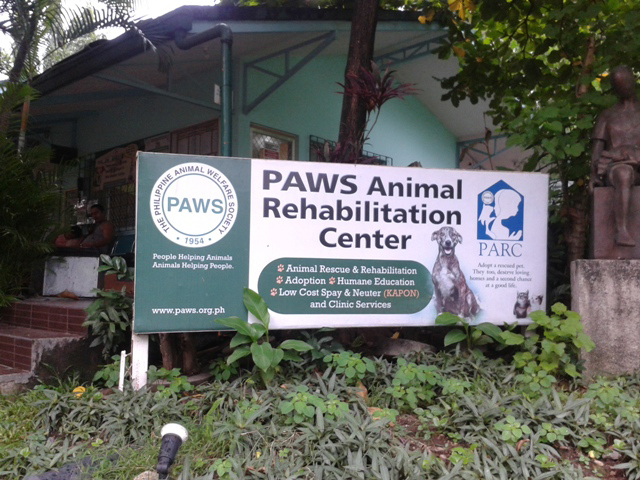 THE PHILIPPINE ANIMAL WELFARE SOCIETY
PAWS
• 1954 •
People Helping Animals
Animals Helping People.
www.paws.org.ph
PAWS Animal
Rehabilitation
Center
Animal Rescue & Rehabilitation
Adoption Humane Education
Low Cost Spay & Neuter (KAPON)
and Clinic Services
PARC
Adopt a rescued pet.
They too, deserve loving
homes and a second chance
at a good life.